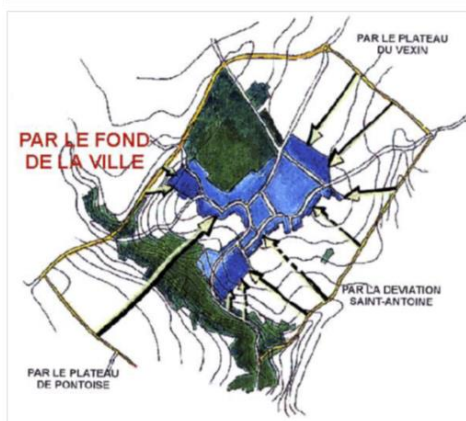 PAR LE PLATEAU
DU VEXIN
PAR LE FOND
DE LA VILLE
PAR LA DEVIATION
SAINT-ANTOINE
PAR LE PLATEAU
DE PONTOISE